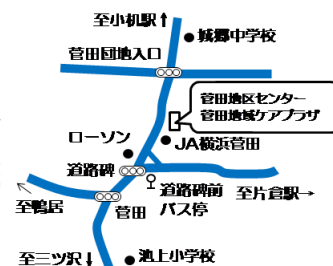 至小机駅↑
城郷中学校
菅田団地入口
菅田地区センター
菅田地域ケアプラザ
JA横浜菅田
ローソン
道路碑
道路碑前
バス停
至片倉駅→
至鴨居
菅田
至三ツ沢↓
池上小学校